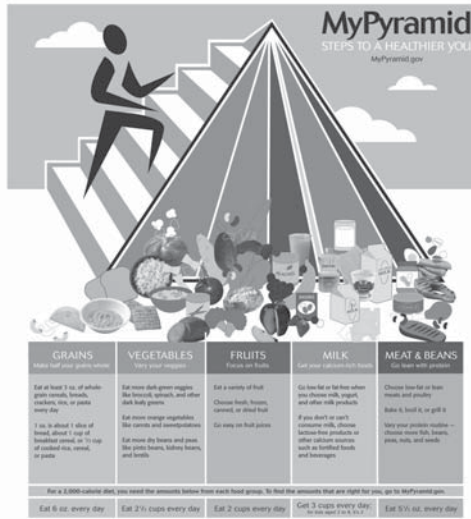 MyPyramid
STEPS TO A HEALTHIER YOU
MyPyramid.gov
GRAINS
Make half your grains whole
Eat at least 3 oz. of whole-
grain cereals, breads,
crackers, rice, or pasta
every day
1 oz. is about 1 slice of
bread, about 1 cup of
breakfast cereal, or ½ cup
of cooked rice, cereal,
or pasta
VEGETABLES
Vary your veggies
Eat more dark-green veggies
like broccoli, spinach, and other
dark leafy greens
Eat more orange vegetables
like carrots and sweetpotatoes
Eat more dry beans and peas
like pinto beans, kidney beans,
and lentils
FRUITS
Focus on fruits
Eat a variety of fruit
Choose fresh, frozen,
canned, or dried fruit
Go easy on fruit juices
MILK
Get your calcium-rich foods
Go low-fat or fat-free when
you choose milk, yogurt,
and other milk products
If you don't or can't
consume milk, choose
lactose-free products or
other calcium sources
such as fortified foods
and beverages
MEAT & BEANS
Go lean with protein
Choose low-fat or lean
meats and poultry
Bake it, broil it, or grill it
Vary your protein routine –
choose more fish, beans,
peas, nuts, and seeds
For a 2,000-calorie diet, you need the amounts below from each food group. To find the amounts that are right for you, go to MyPyramid.gov.
Eat 6 oz. every day
Eat 2½ cups every day
Eat 2 cups every day
Get 3 cups every day;
for kids aged 2 to 8, it's 2
Eat 5½ oz. every day